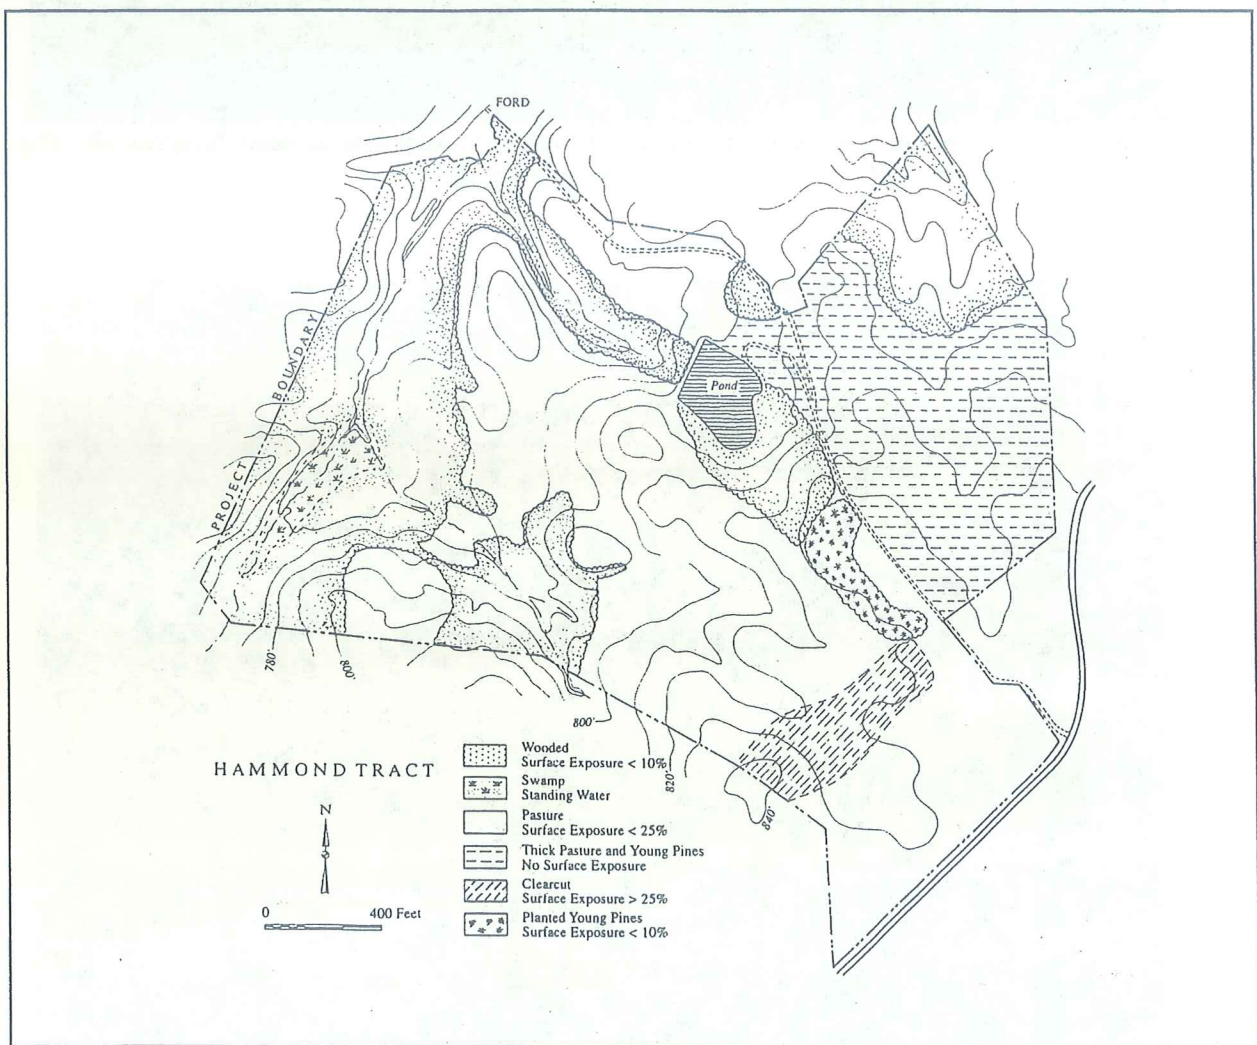 FORD
PROJECT BOUNDARY
Pond
780'
800'
800'
820'
840'
HAMMOND TRACT
N
0 400 Feet
Wooded
Surface Exposure < 10%
Swamp
Standing Water
Pasture
Surface Exposure < 25%
Thick Pasture and Young Pines
No Surface Exposure
Clearcut
Surface Exposure > 25%
Planted Young Pines
Surface Exposure < 10%